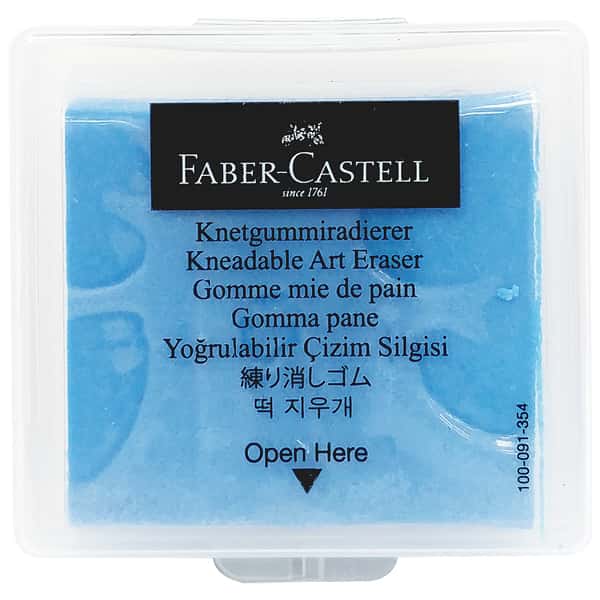 FABER-CASTELL
since 1761
Knetgummiradierer
Kneadable Art Eraser
Gomme mie de pain
Gomma pane
Yoğrulabilir Çizim Silgisi
練り消しゴム
떡 지우개
Open Here
100-091-354